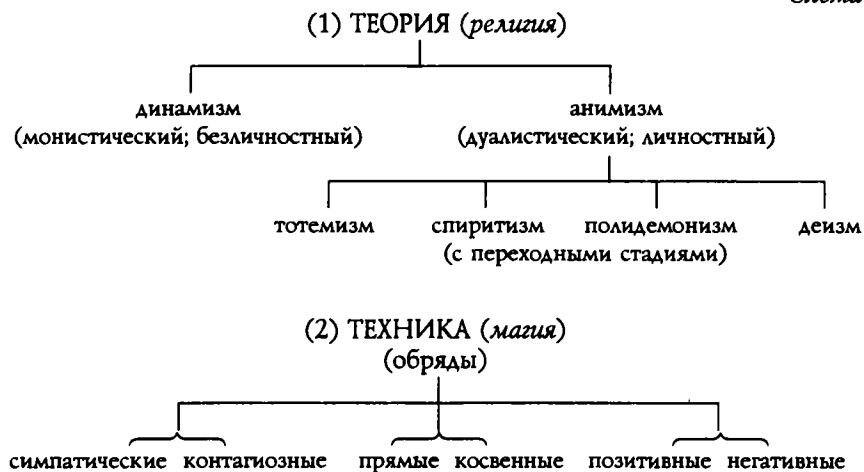 (1) ТЕОРИЯ (религия)
динамизм анимизм
(монистический; безличностный) (дуалистический; личностный)
тотемизм спиритизм полидемонизм деизм
(с переходными стадиями)
(2) ТЕХНИКА (магия)
(обряды)
симпатические контагиозные прямые косвенные позитивные негативные